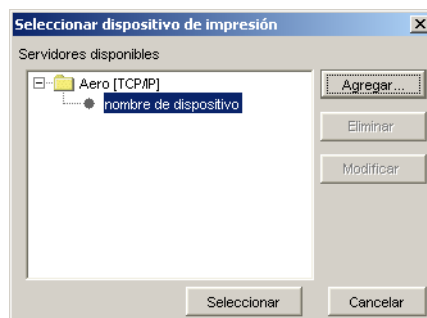 Seleccionar dispositivo de impresión
Servidores disponibles
Aero [TCP/IP]
nombre de dispositivo
Agregar...
Eliminar
Modificar
Seleccionar
Cancelar